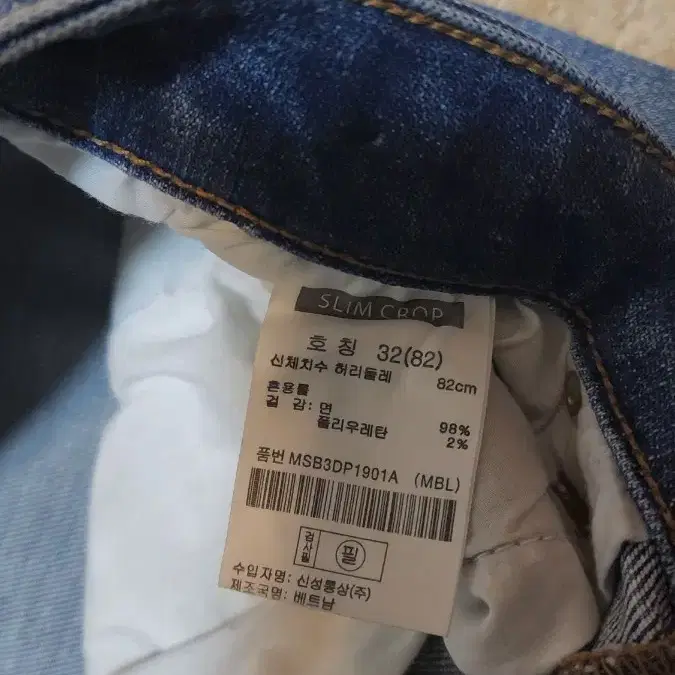 SLIM CROP
호 칭 32(82)
신체치수 허리둘레 82cm
혼용률
겉 감: 면 98%
폴리우레탄 2%
품번 MSB3DP1901A (MBL)
검사필 필
수입자명: 신성통상(주)
제조국명: 베트남